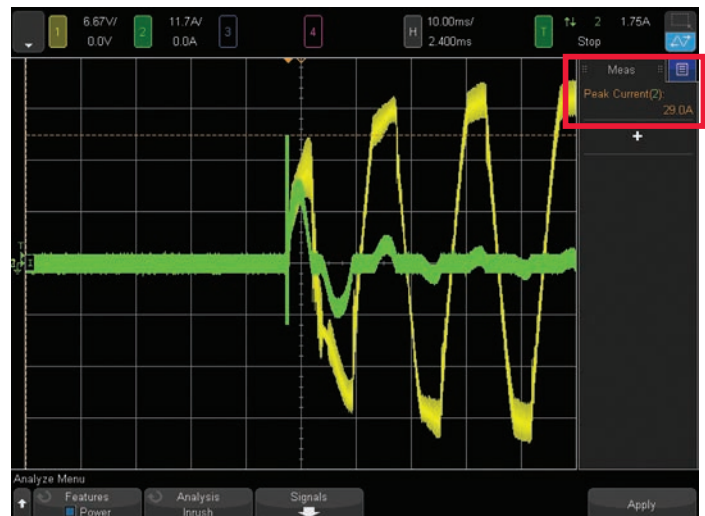 1 6.67V/ 2 11.7A/ 3 4 H 10.00ms/ T ↑↓ 2 1.75A
0.0V 0.0A 2.400ms Stop
Meas
Peak Current(2):
29.0A
+
T
Analyze Menu
Features Analysis Signals Apply
Power Inrush